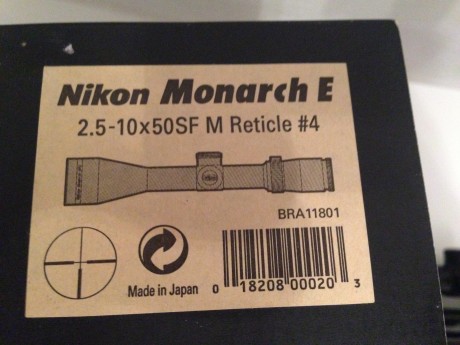 Nikon Monarch E
2.5-10x50SF M Reticle #4
BRA11801
Made in Japan
0 18208 00020 3